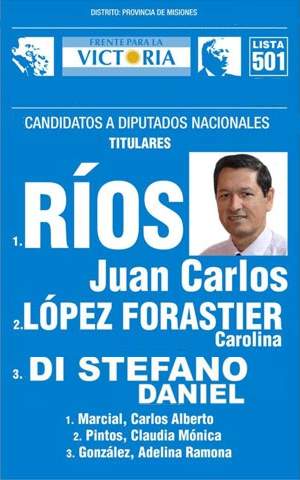 DISTRITO: PROVINCIA DE MISIONES
FRENTE PARA LA
VICTORIA
LISTA
501
CANDIDATOS A DIPUTADOS NACIONALES
TITULARES
1. RÍOS
Juan Carlos
2. LÓPEZ FORASTIER
Carolina
3. DI STEFANO
DANIEL
1. Marcial, Carlos Alberto
2. Pintos, Claudia Mónica
3. González, Adelina Ramona